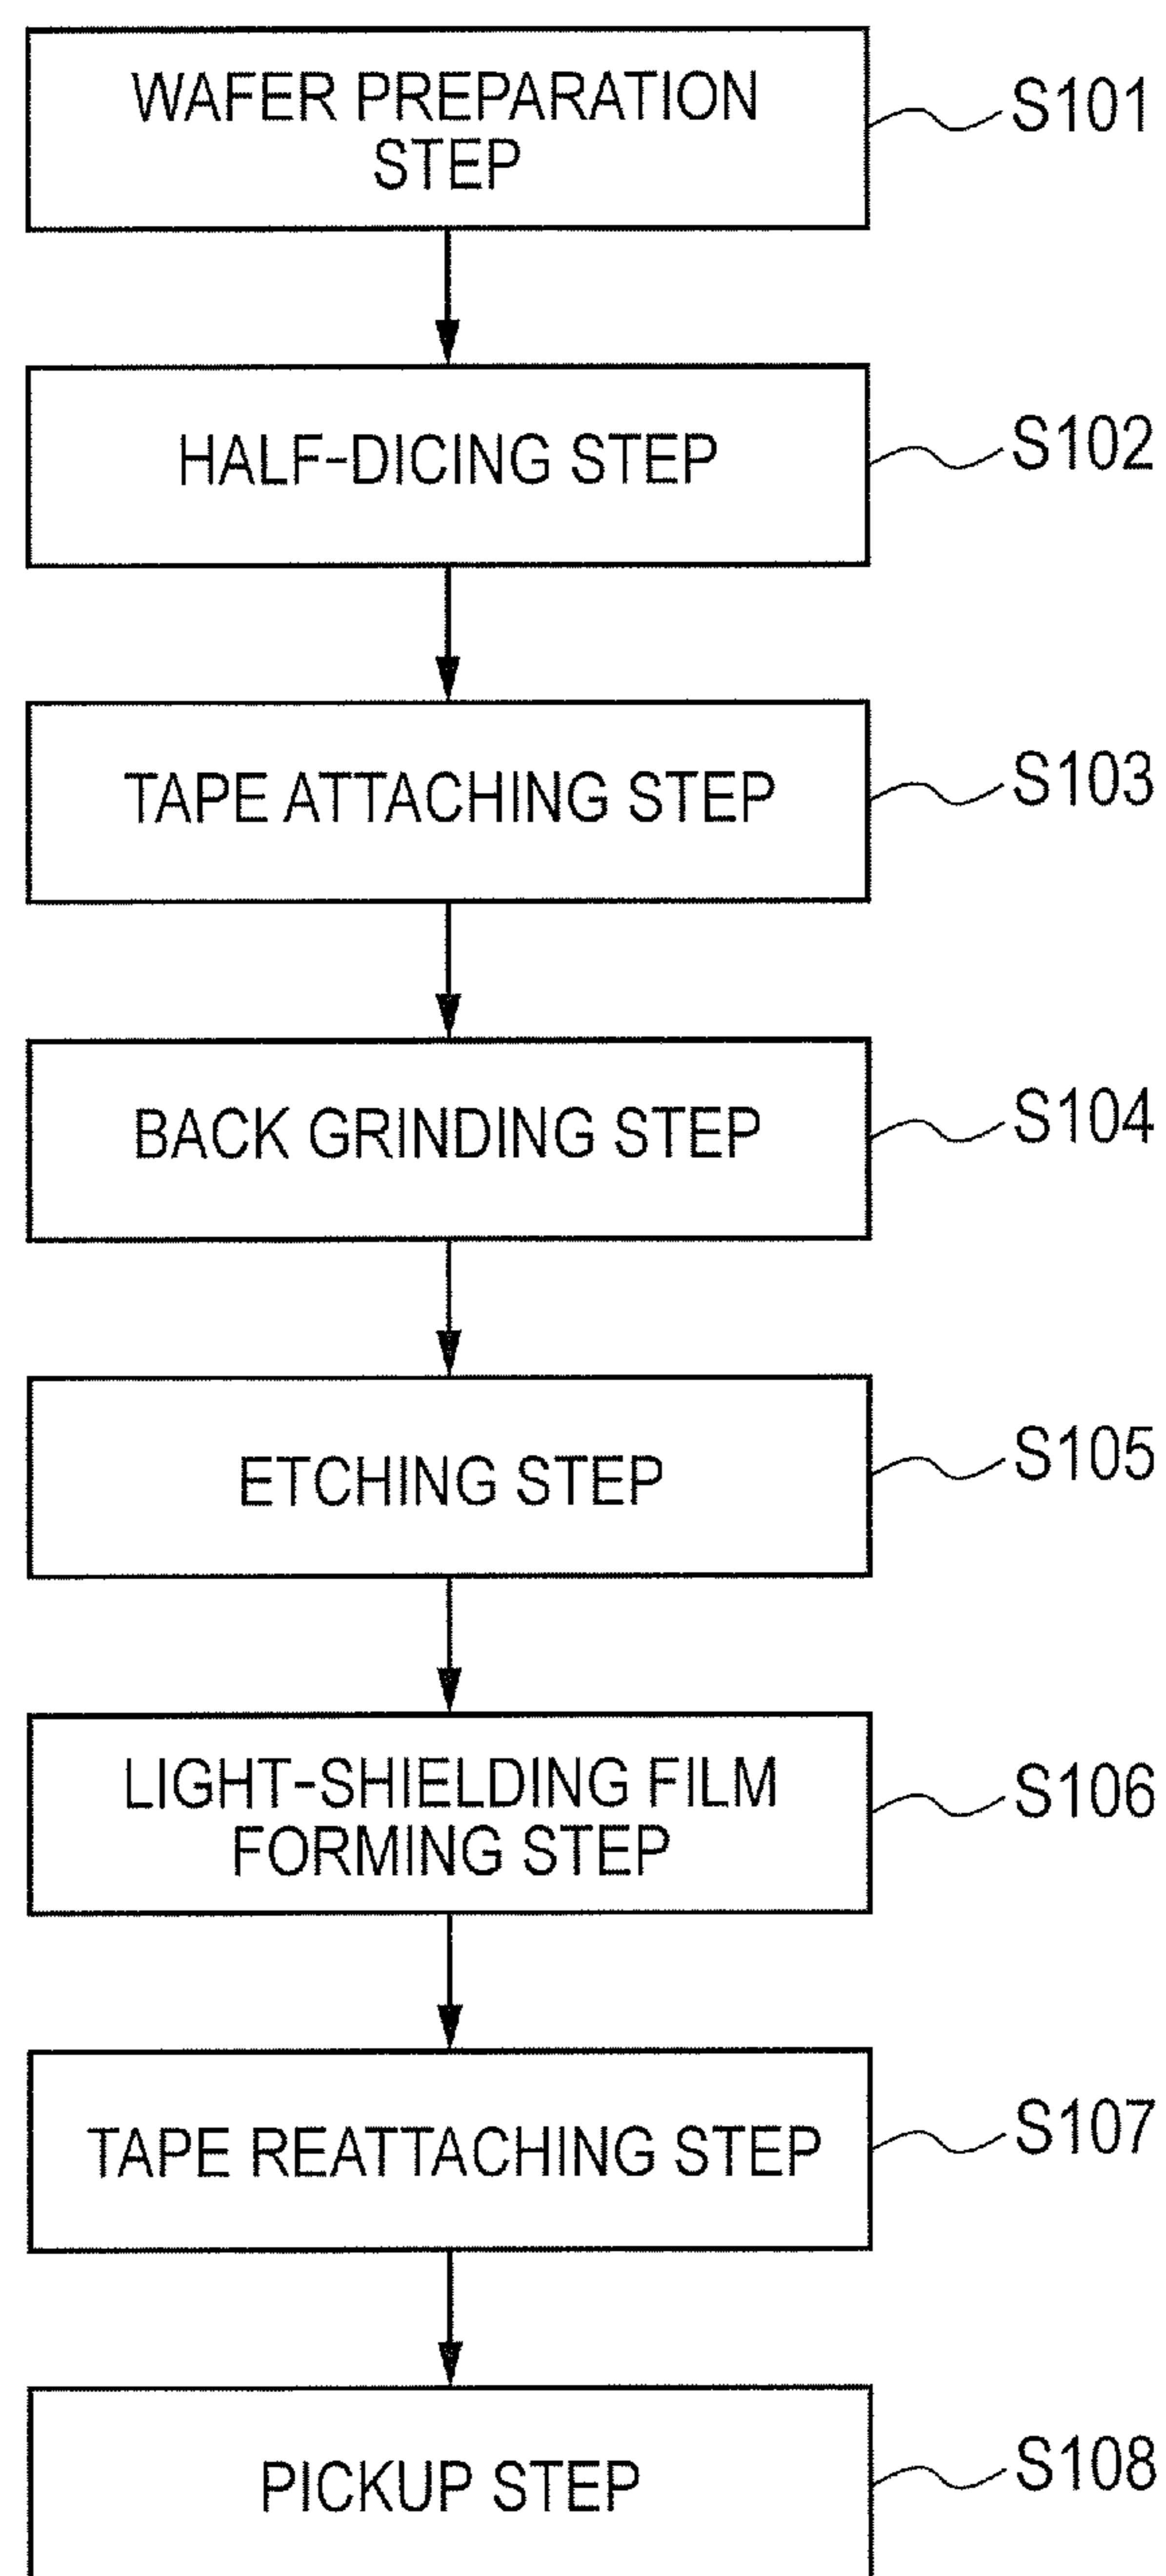 WAFER PREPARATION
STEP
S101
HALF-DICING STEP
S102
TAPE ATTACHING STEP
S103
BACK GRINDING STEP
S104
ETCHING STEP
S105
LIGHT-SHIELDING FILM
FORMING STEP
S106
TAPE REATTACHING STEP
S107
PICKUP STEP
S108